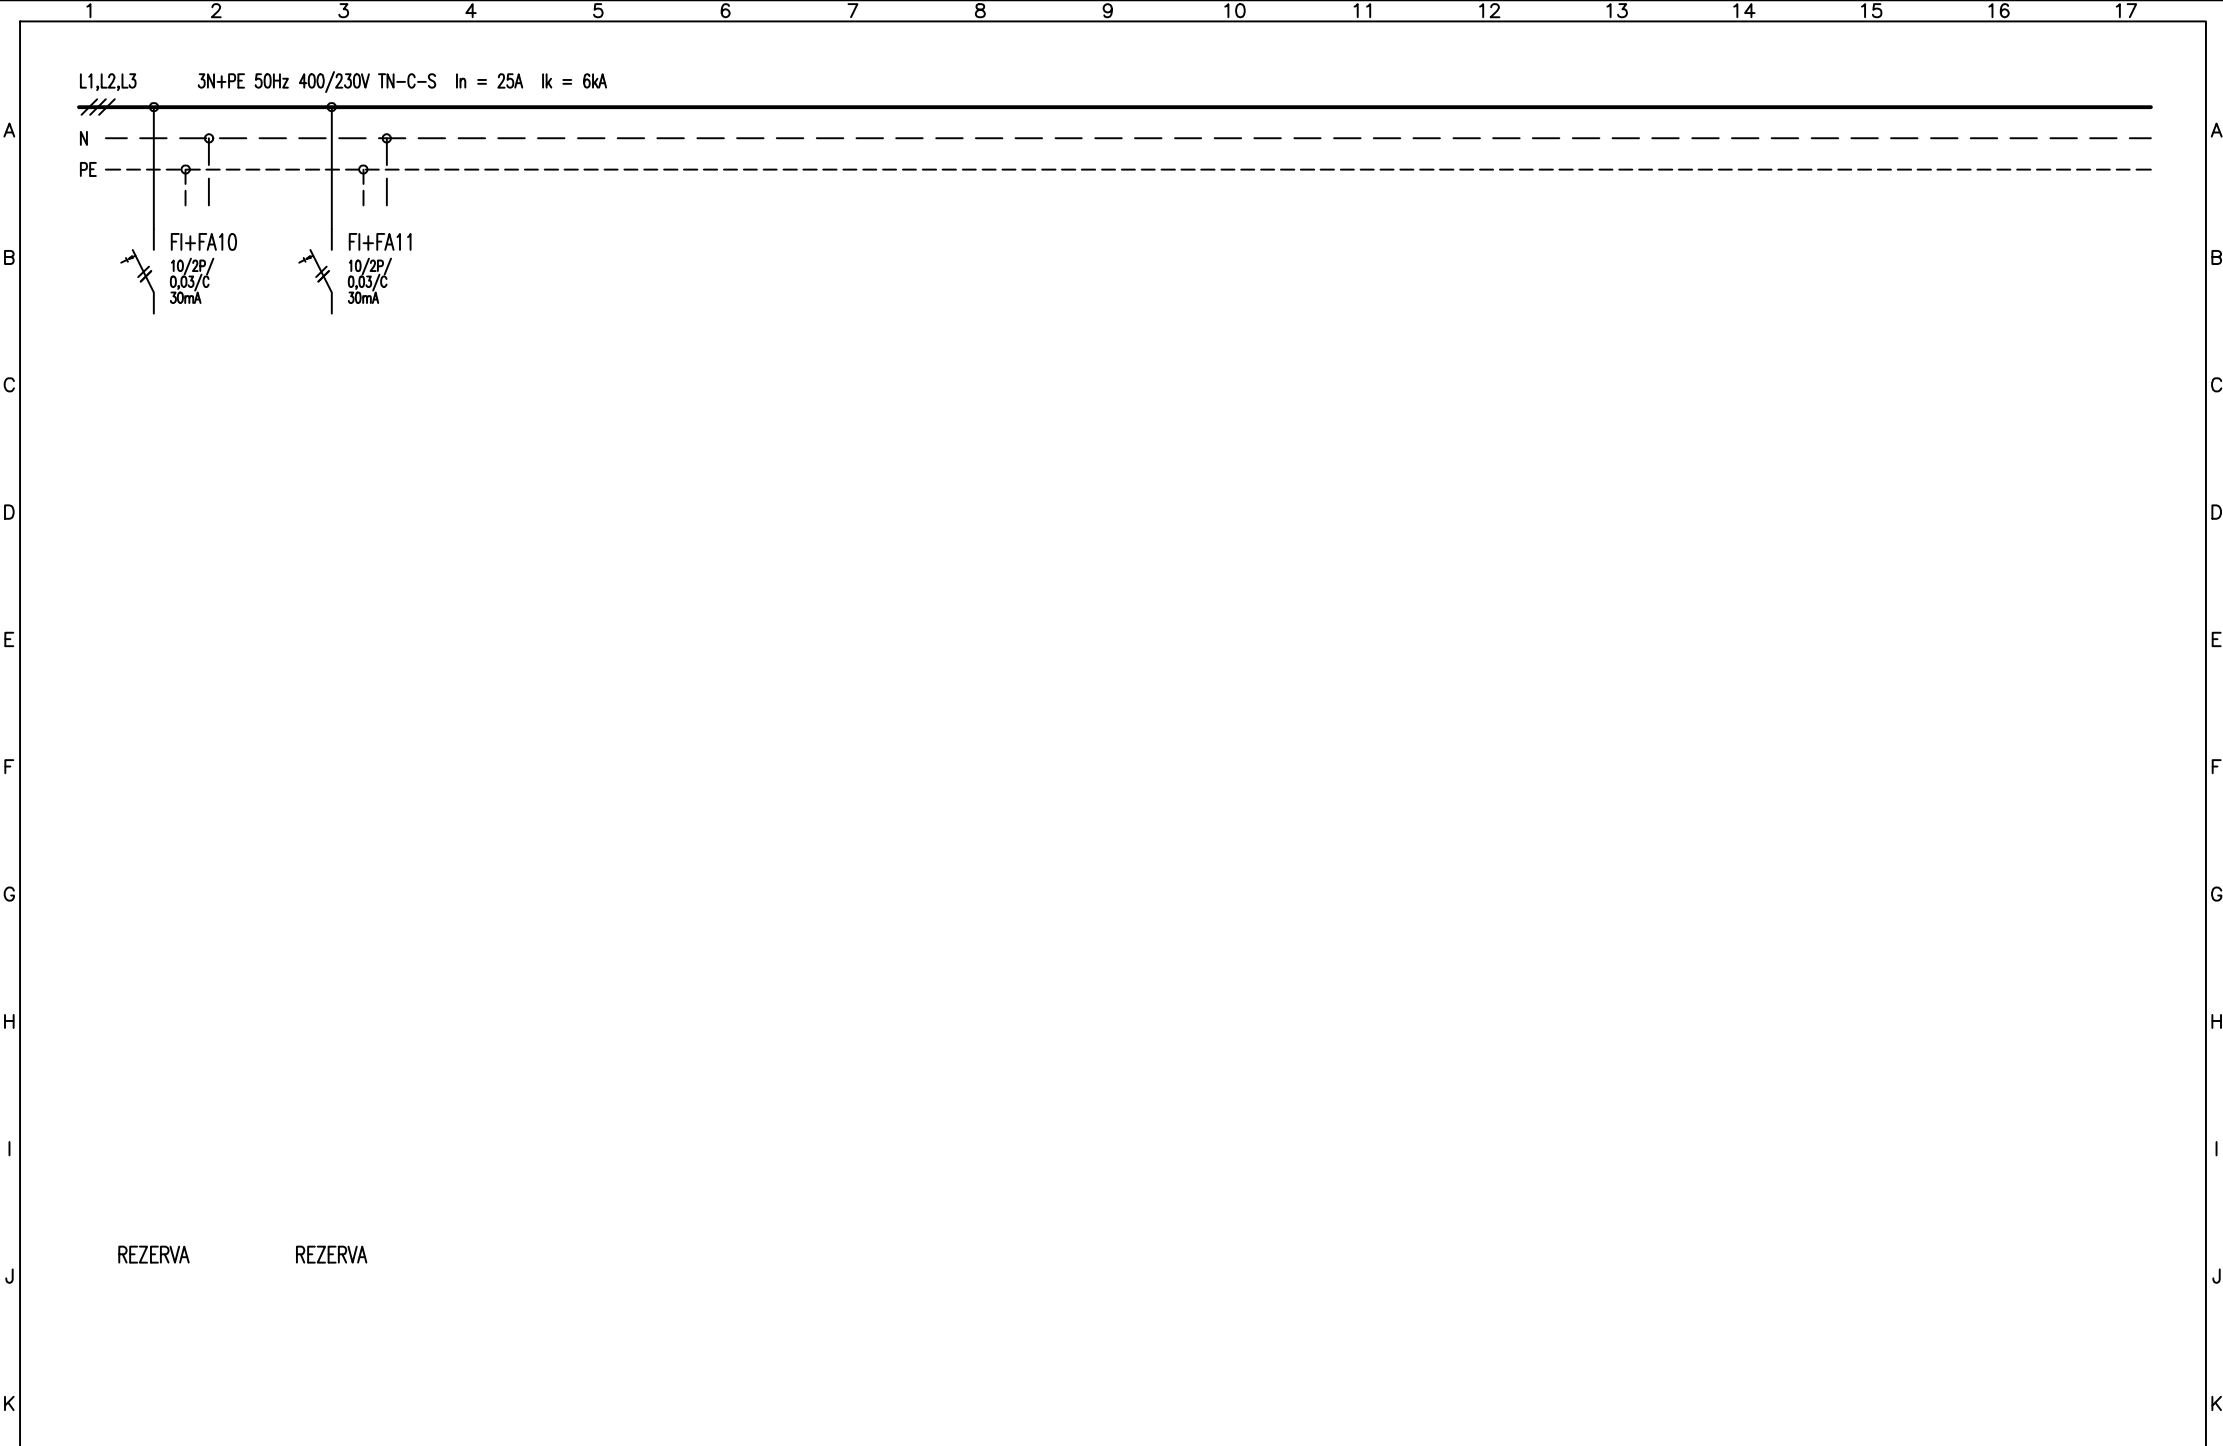 1 2 3 4 5 6 7 8 9 10 11 12 13 14 15 16 17
L1,L2,L3 3N+PE 50Hz 400/230V TN-C-S In = 25A Ik = 6kA
A A
N
PE
FI+FA10 FI+FA11
B B
10/2P/ 10/2P/
0,03/C 0,03/C
30mA 30mA
C C
D D
E E
F F
G G
H H
I I
REZERVA REZERVA
J J
K K